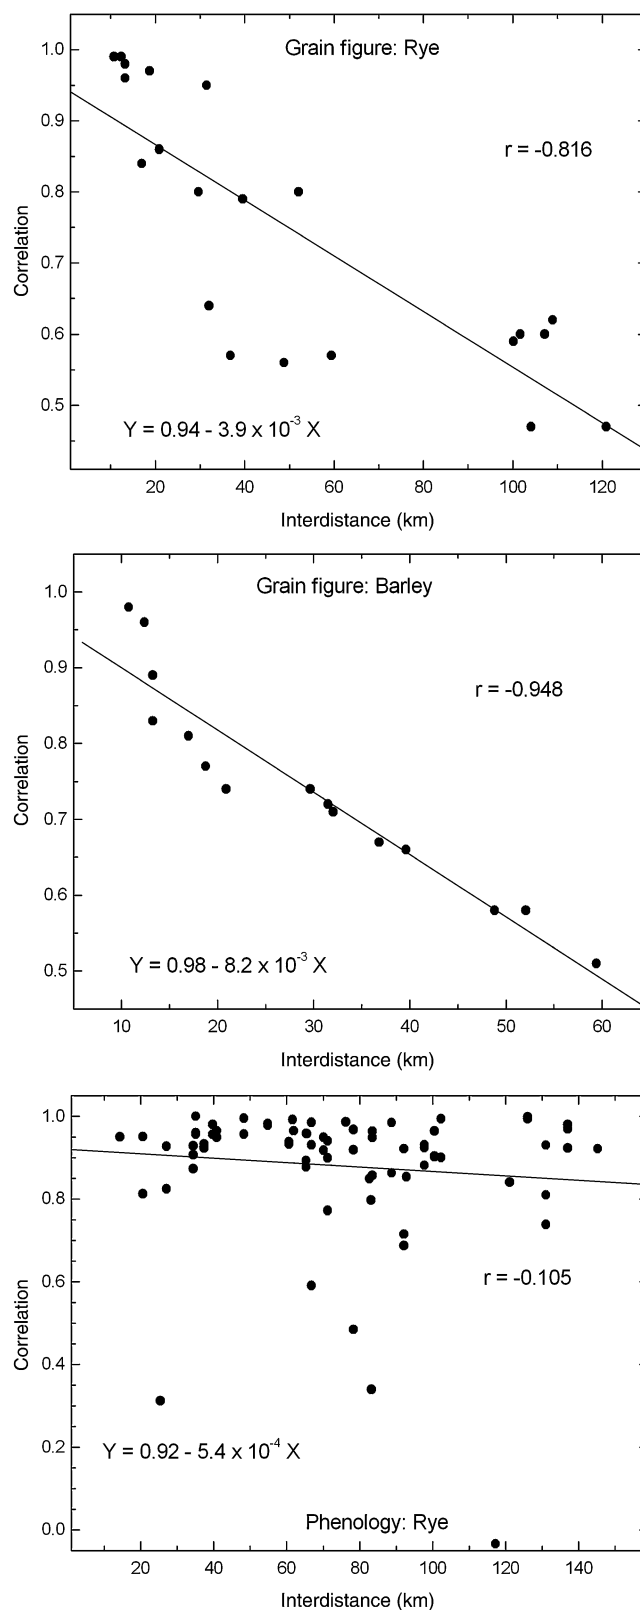 Grain figure: Rye
r = -0.816
Y = 0.94 - 3.9 x 10⁻³ X
Correlation
1.0
0.9
0.8
0.7
0.6
0.5
20 40 60 80 100 120
Interdistance (km)
Grain figure: Barley
r = -0.948
Y = 0.98 - 8.2 x 10⁻³ X
Correlation
1.0
0.9
0.8
0.7
0.6
0.5
10 20 30 40 50 60
Interdistance (km)
r = -0.105
Y = 0.92 - 5.4 x 10⁻⁴ X
Phenology: Rye
Correlation
1.0
0.8
0.6
0.4
0.2
0.0
20 40 60 80 100 120 140
Interdistance (km)